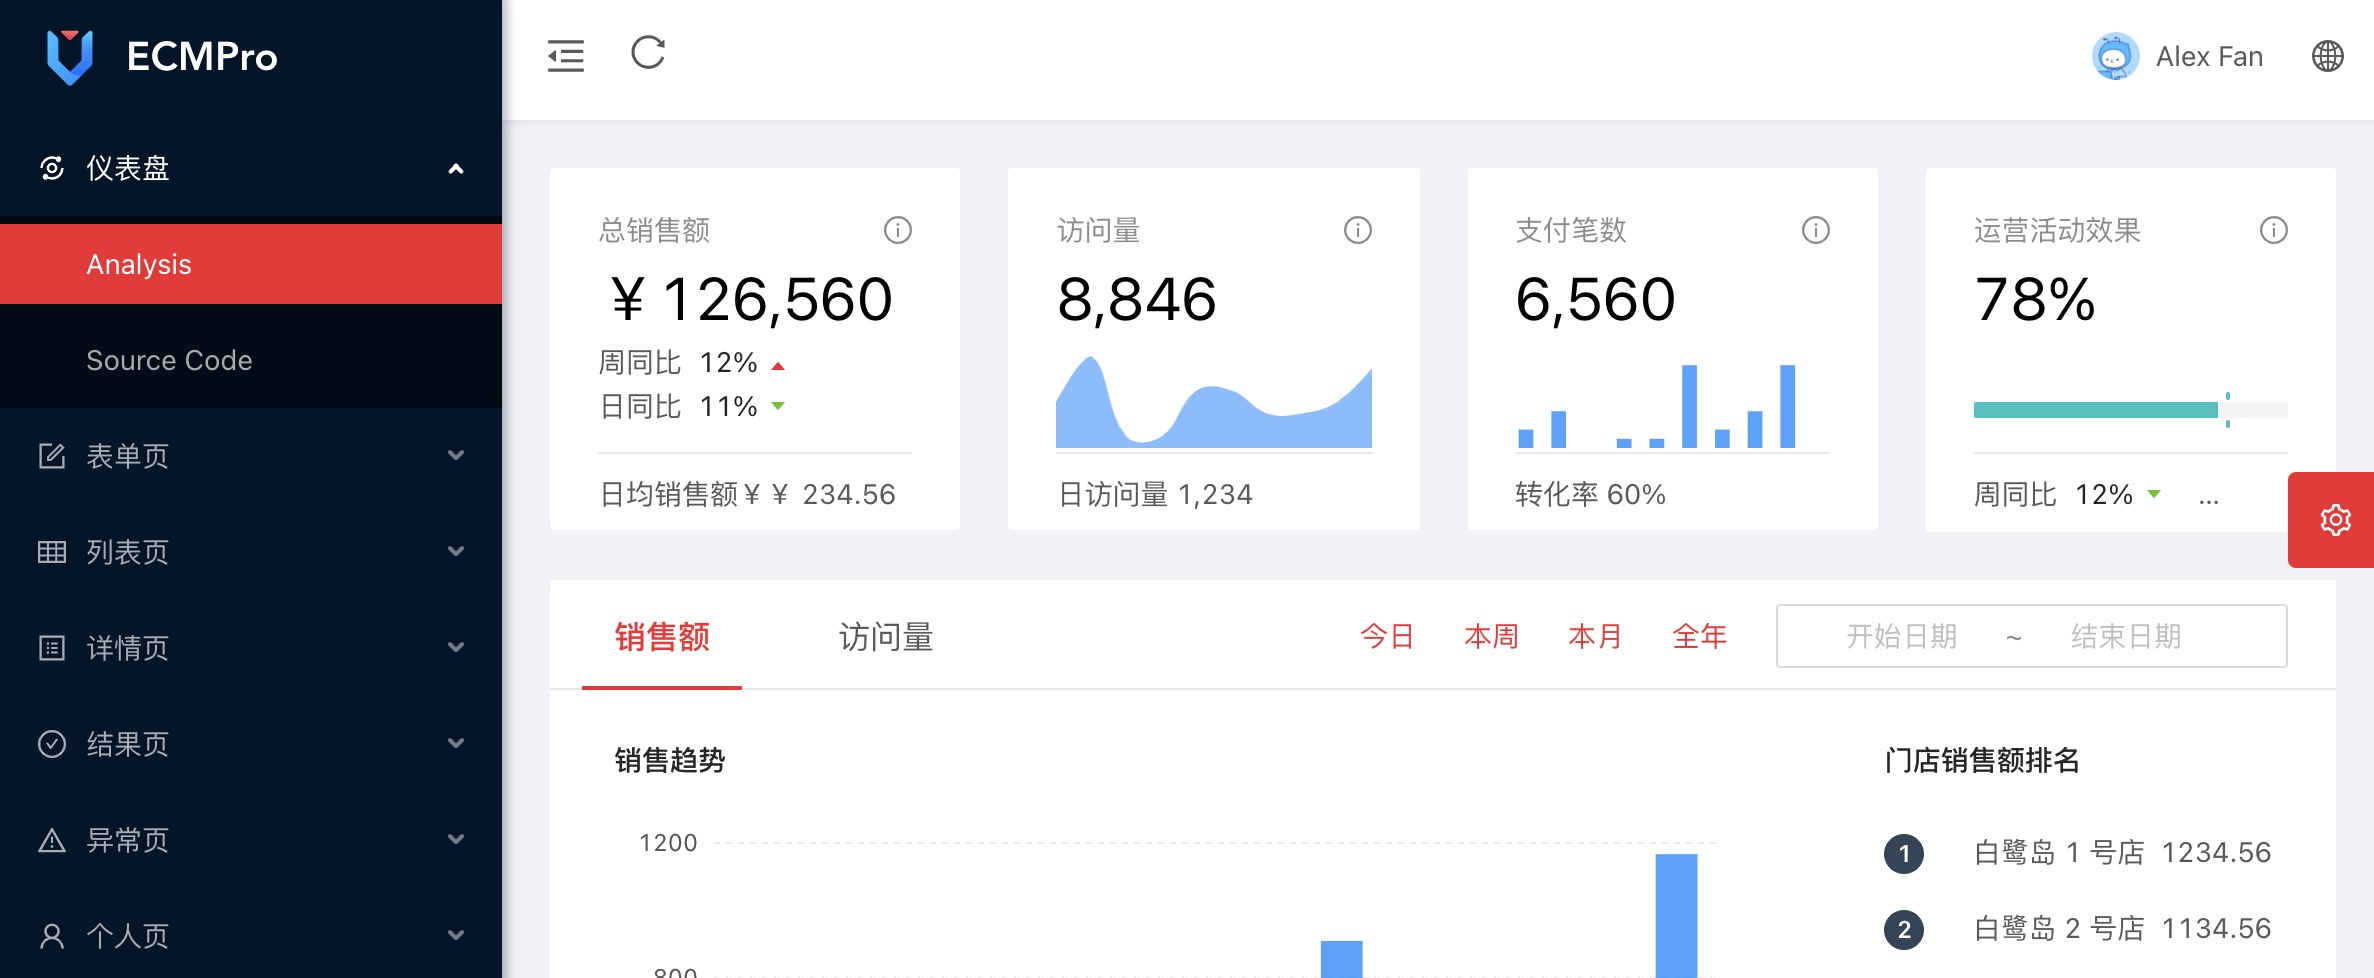 ECMPro
仪表盘
Analysis
Source Code
表单页
列表页
详情页
结果页
异常页
个人页
Alex Fan
总销售额
¥ 126,560
周同比 12%
日同比 11%
日均销售额¥ ¥ 234.56
访问量
8,846
日访问量 1,234
支付笔数
6,560
转化率 60%
运营活动效果
78%
周同比 12% ...
销售额 访问量 今日 本周 本月 全年 开始日期 ~ 结束日期
销售趋势
1200
800
门店销售额排名
1 白鹭岛 1 号店 1234.56
2 白鹭岛 2 号店 1134.56